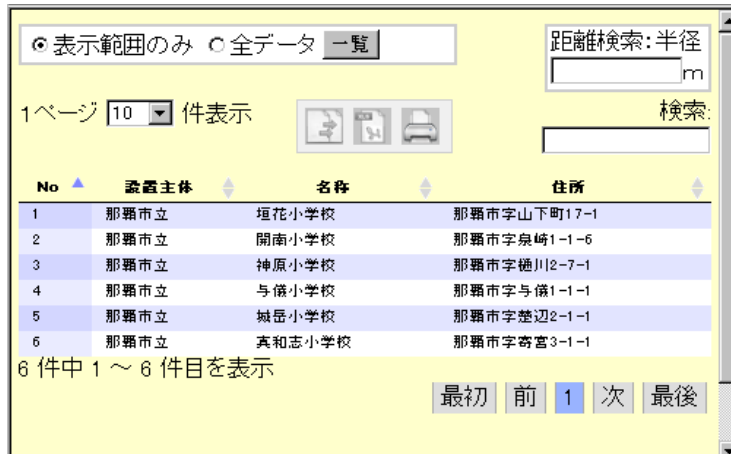 表示範囲のみ 全データ 一覧
距離検索:半径
m
1ページ 10 件表示
検索:
No 設置主体 名称 住所
1 那覇市立 垣花小学校 那覇市字山下町17-1
2 那覇市立 開南小学校 那覇市字泉崎1-1-6
3 那覇市立 神原小学校 那覇市字樋川2-7-1
4 那覇市立 与儀小学校 那覇市字与儀1-1-1
5 那覇市立 城岳小学校 那覇市字楚辺2-1-1
6 那覇市立 真和志小学校 那覇市字寄宮3-1-1
6 件中 1 ～ 6 件目を表示
最初 前 1 次 最後